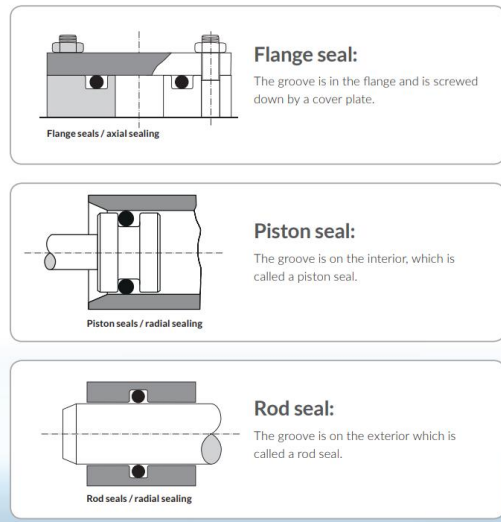 Flange seal:
The groove is in the flange and is screwed
down by a cover plate.
Flange seals / axial sealing
Piston seal:
The groove is on the interior, which is
called a piston seal.
Piston seals / radial sealing
Rod seal:
The groove is on the exterior which is
called a rod seal.
Rod seals / radial sealing